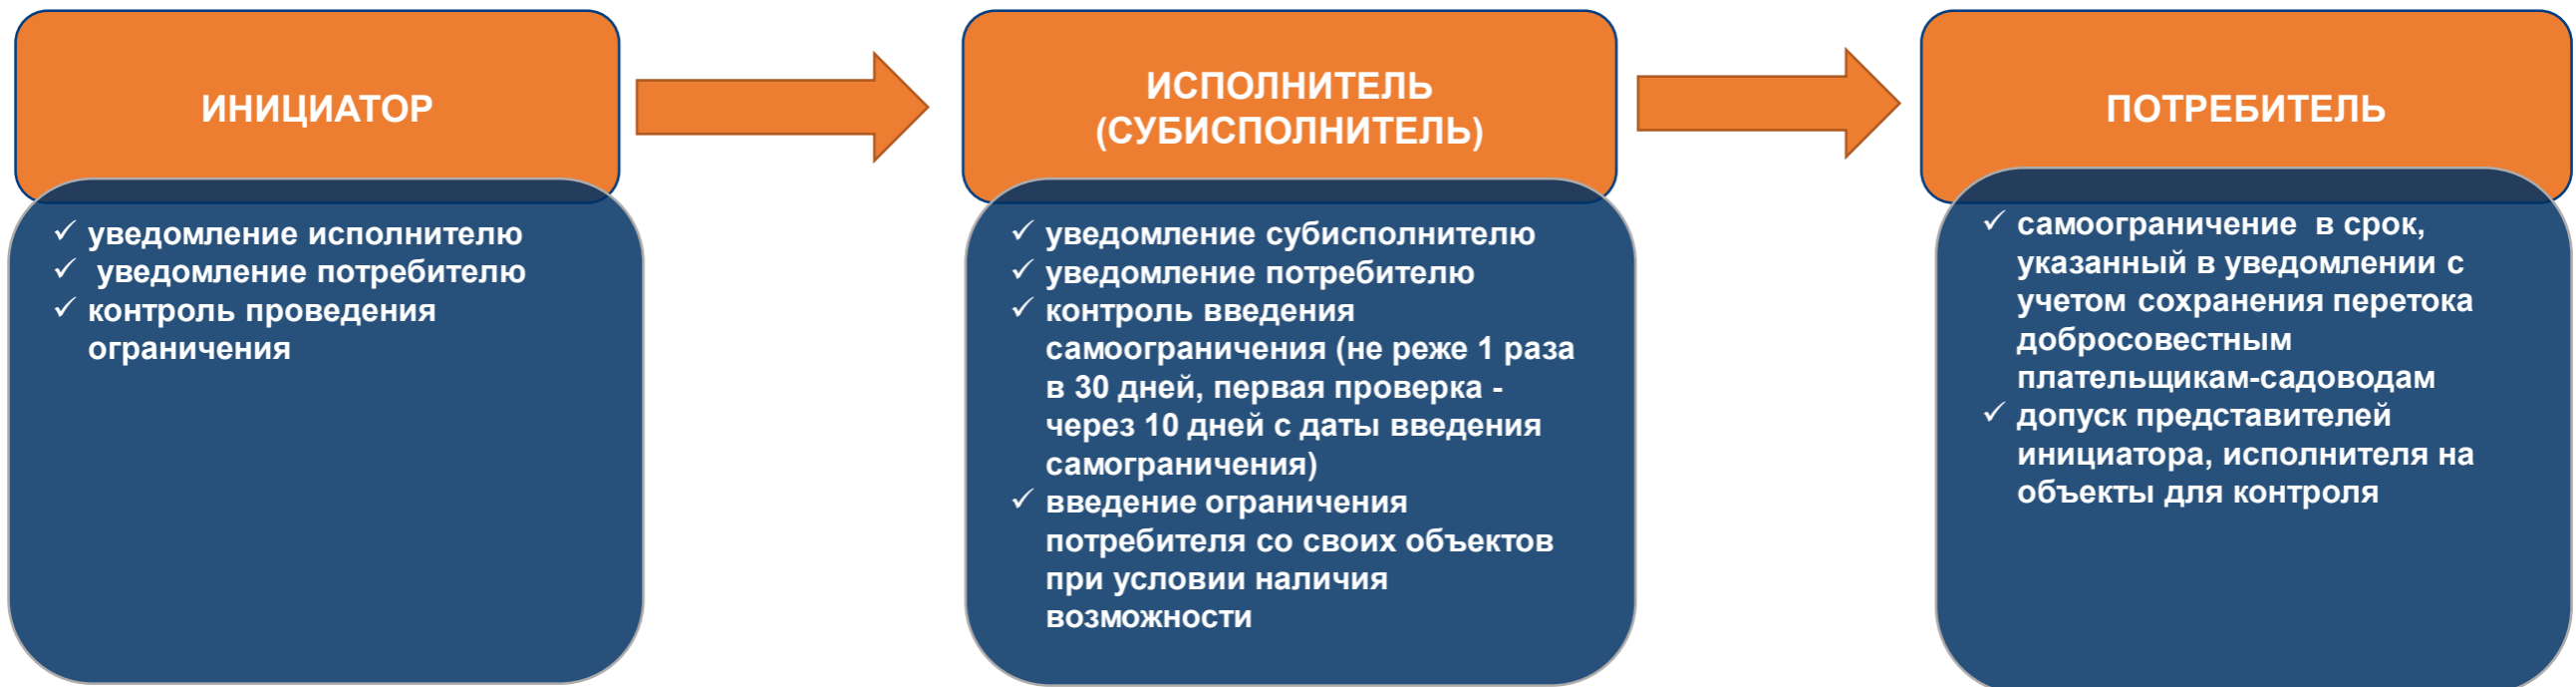 ИНИЦИАТОР
✓ уведомление исполнителю
✓ уведомление потребителю
✓ контроль проведения
ограничения
ИСПОЛНИТЕЛЬ
(СУБИСПОЛНИТЕЛЬ)
✓ уведомление субисполнителю
✓ уведомление потребителю
✓ контроль введения
самоограничения (не реже 1 раза
в 30 дней, первая проверка -
через 10 дней с даты введения
самограничения)
✓ введение ограничения
потребителя со своих объектов
при условии наличия
возможности
ПОТРЕБИТЕЛЬ
✓ самоограничение в срок,
указанный в уведомлении с
учетом сохранения перетока
добросовестным
плательщикам-садоводам
✓ допуск представителей
инициатора, исполнителя на
объекты для контроля